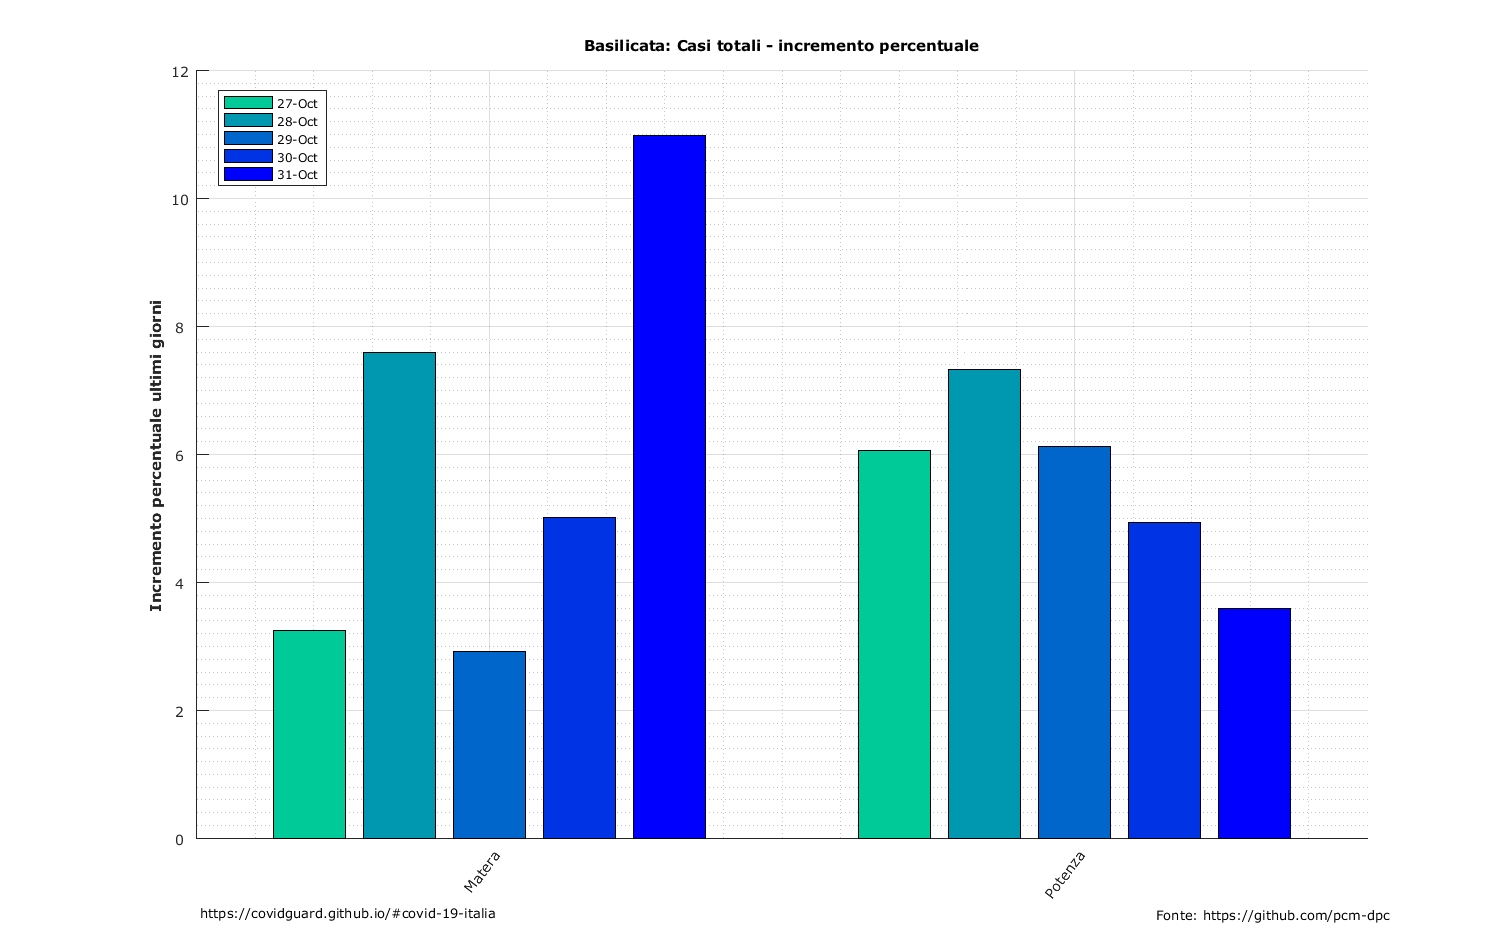 Basilicata: Casi totali - incremento percentuale
Incremento percentuale ultimi giorni
12
10
8
6
4
2
0
27-Oct
28-Oct
29-Oct
30-Oct
31-Oct
Matera
Potenza
https://covidguard.github.io/#covid-19-italia
Fonte: https://github.com/pcm-dpc